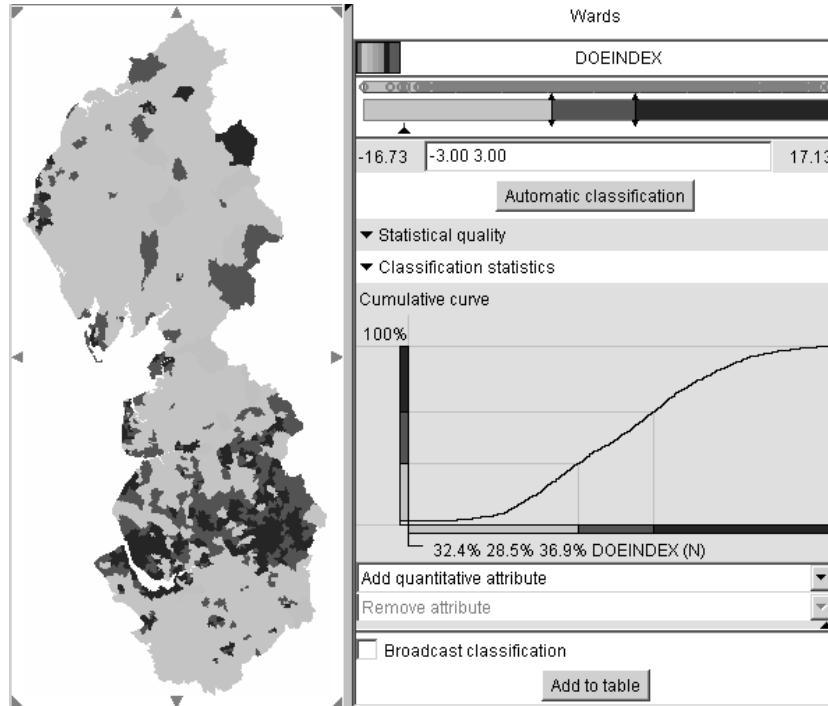 Wards
DOEINDEX
-16.73 -3.00 3.00 17.13
Automatic classification
Statistical quality
Classification statistics
Cumulative curve
100%
32.4% 28.5% 36.9% DOEINDEX (N)
Add quantitative attribute
Remove attribute
Broadcast classification
Add to table